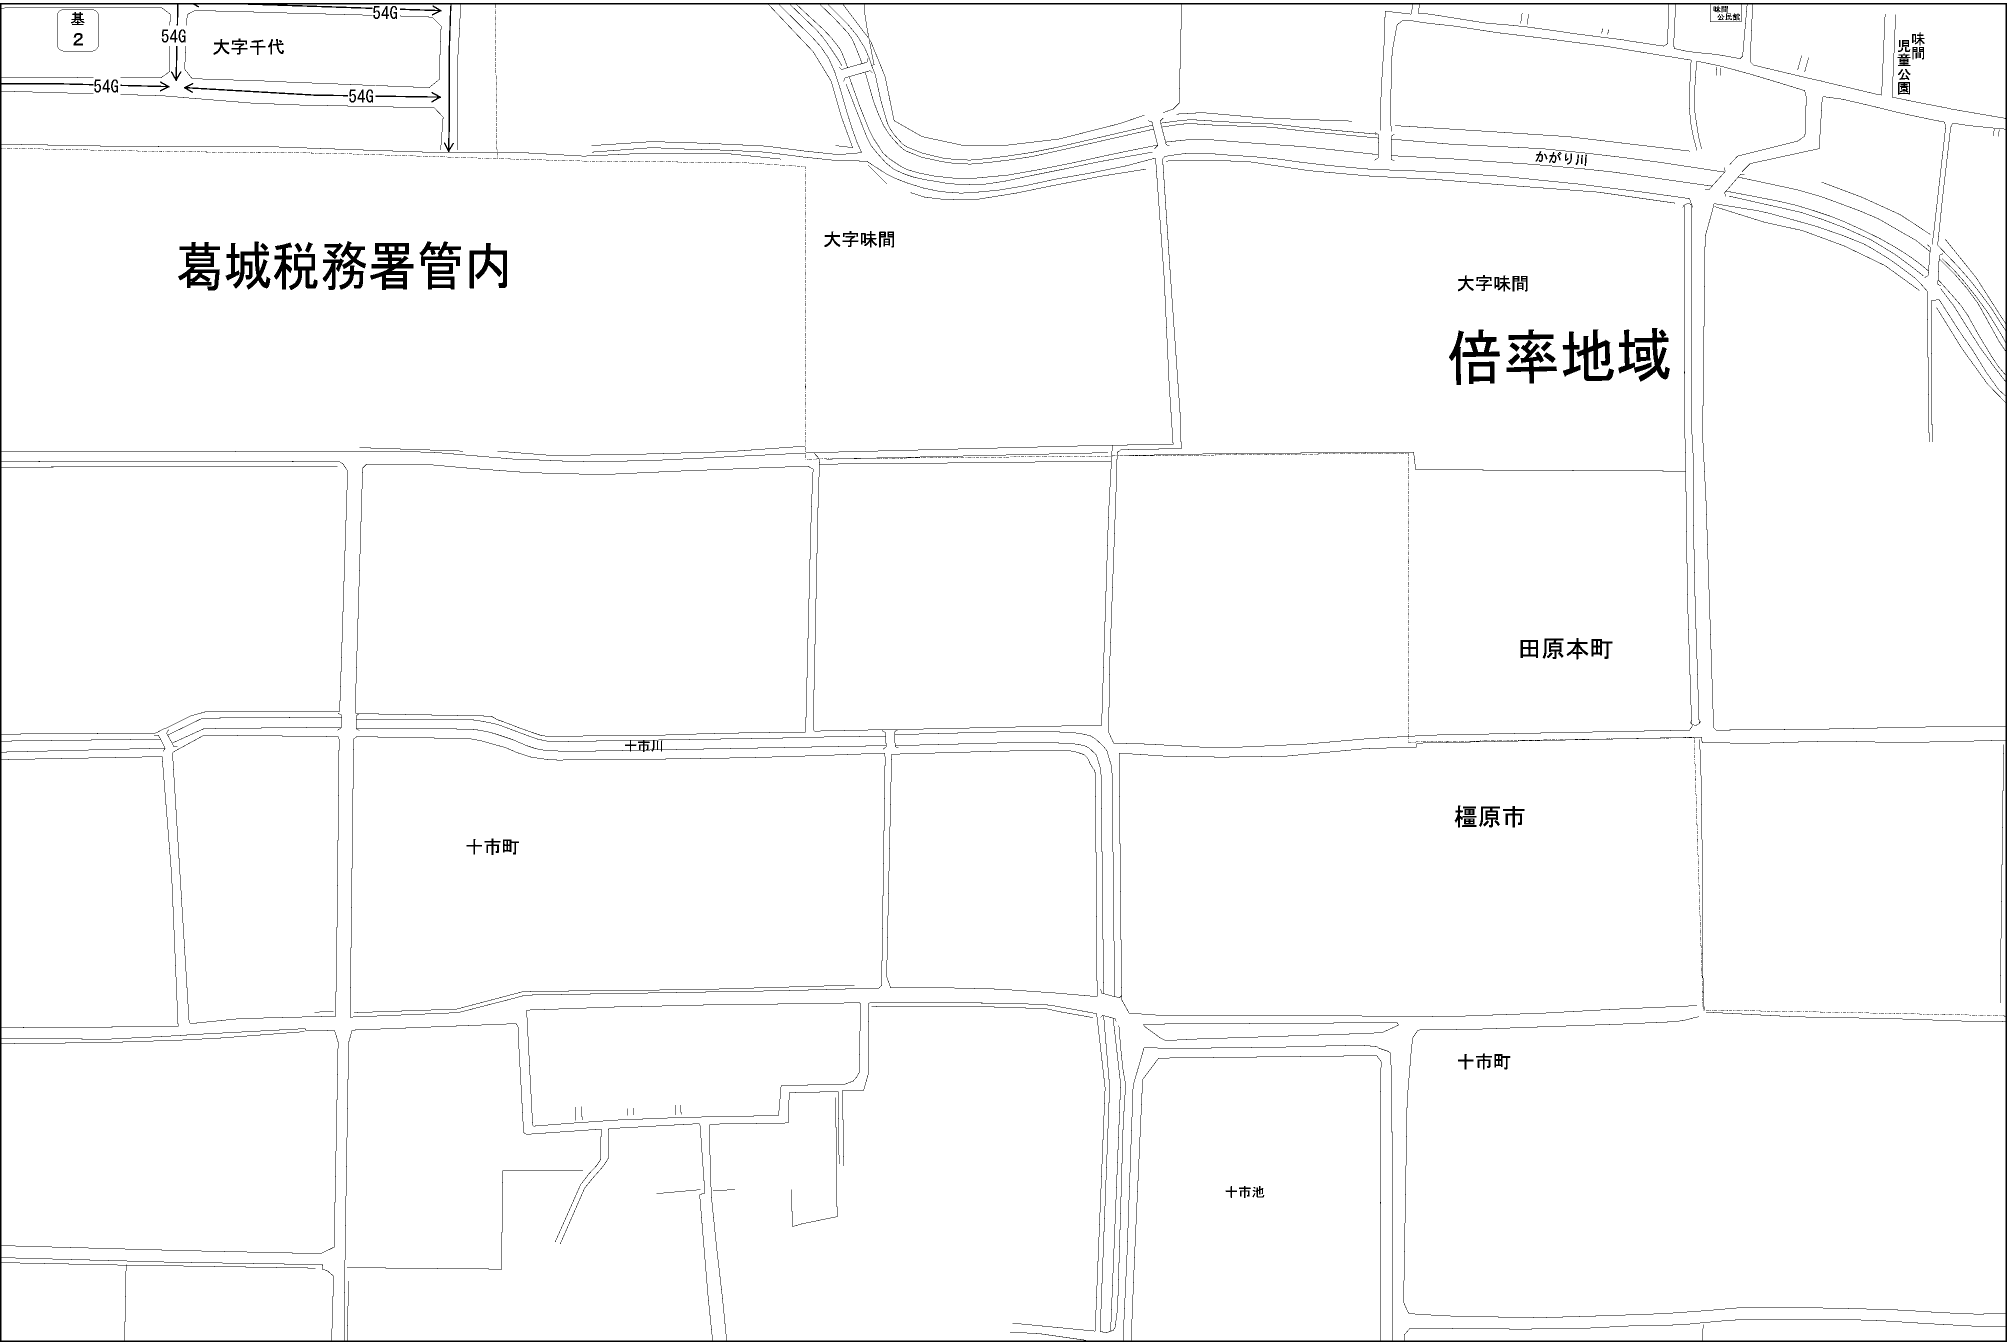 基
2
54G
大字千代
54G
54G
54G
味間
公民館
味間
児童公園
かがり川
葛城税務署管内
大字味間
大字味間
倍率地域
田原本町
十市川
橿原市
十市町
十市町
十市池